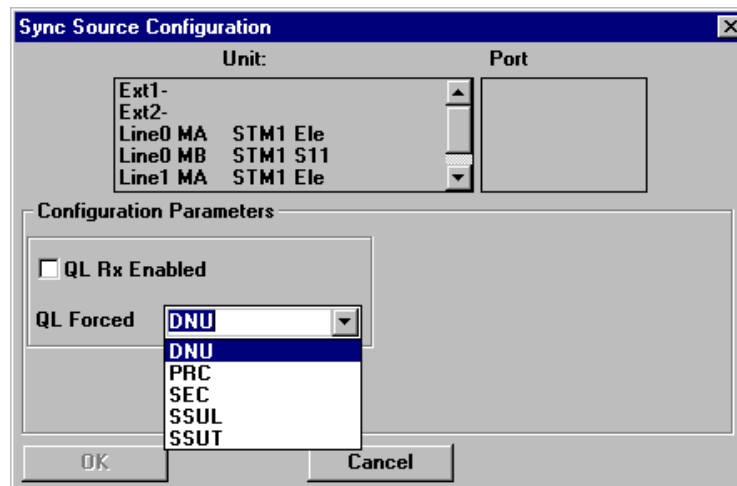 Sync Source Configuration
Unit: Port
Ext1-
Ext2-
Line0 MA STM1 Ele
Line0 MB STM1 S11
Line1 MA STM1 Ele
Configuration Parameters
QL Rx Enabled
QL Forced DNU
DNU
PRC
SEC
SSUL
SSUT
OK Cancel